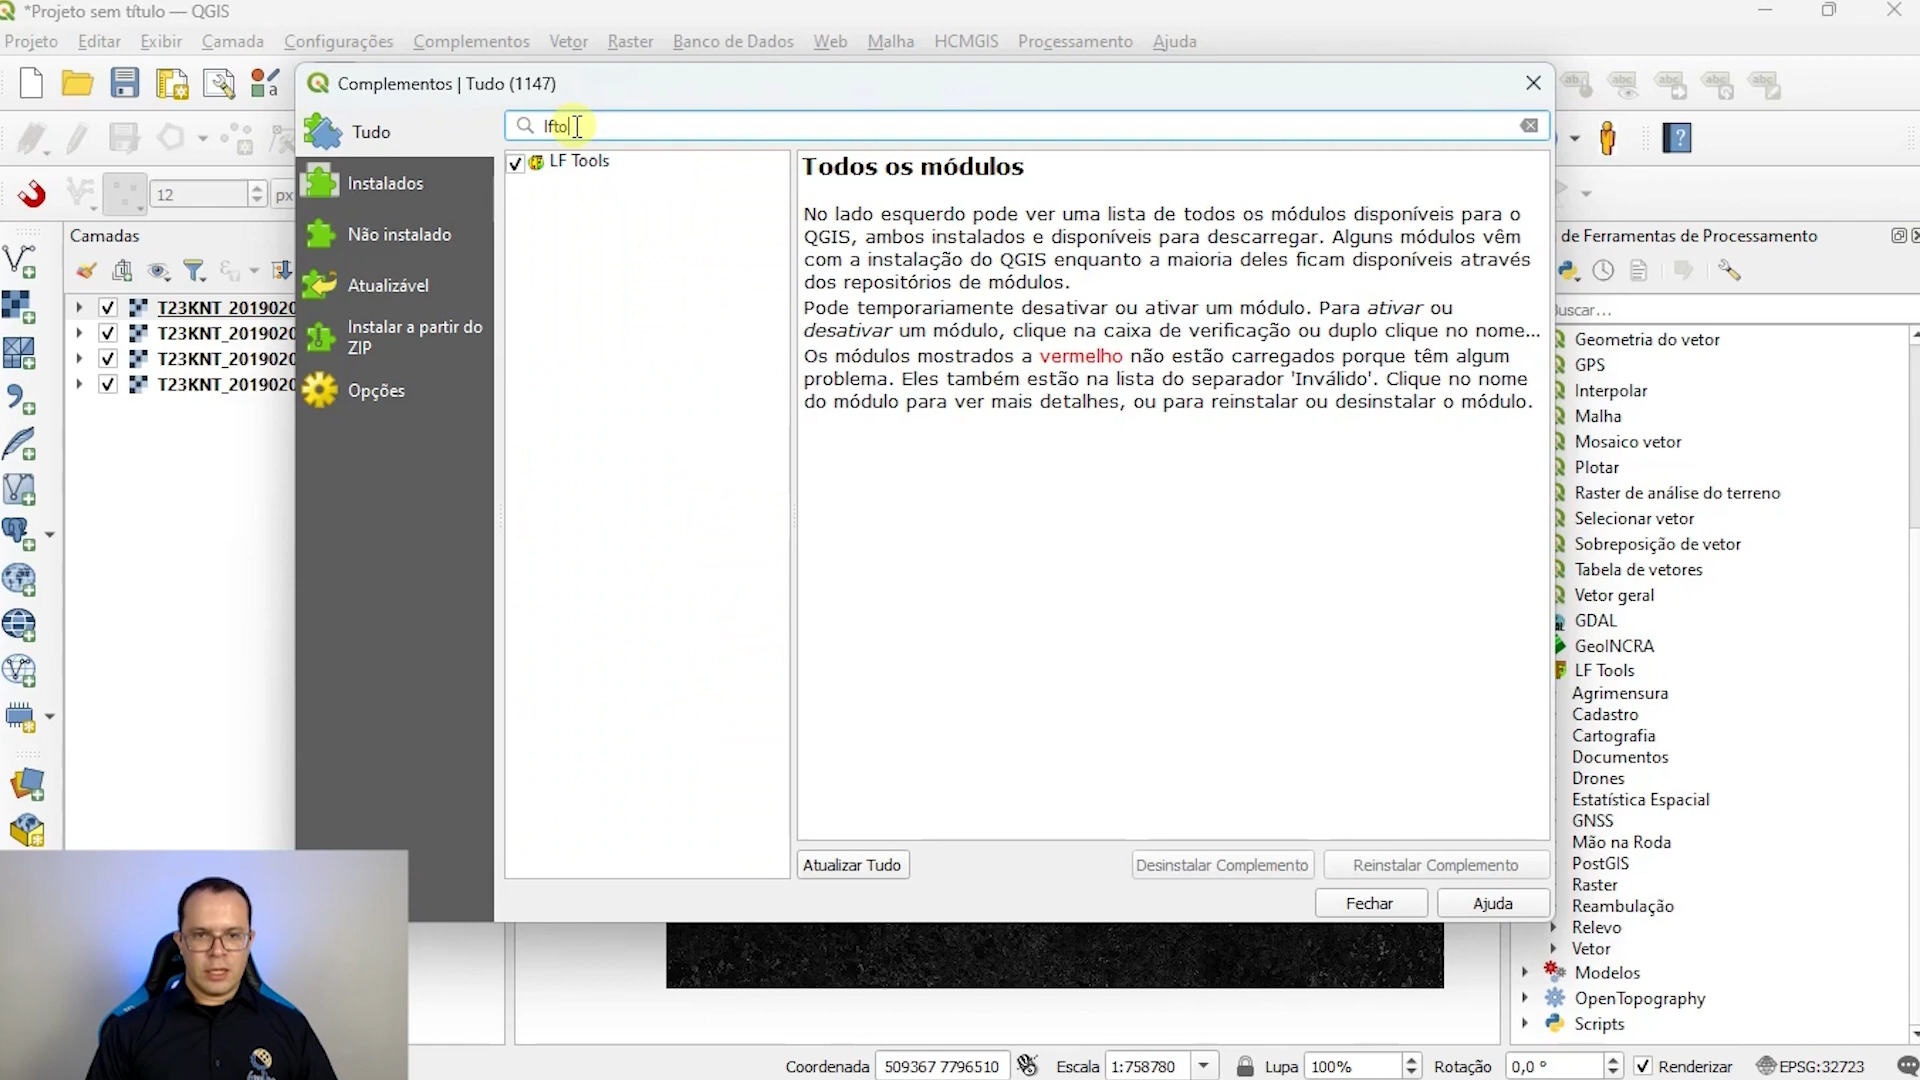 *Projeto sem título — QGIS
Projeto Editar Exibir Camada Configurações Complementos Vetor Raster Banco de Dados Web Malha HCMGIS Processamento Ajuda
Complementos | Tudo (1147)
lfto
Tudo
Instalados
Não instalado
Atualizável
Instalar a partir do
ZIP
Opções
LF Tools
Todos os módulos
No lado esquerdo pode ver uma lista de todos os módulos disponíveis para o
QGIS, ambos instalados e disponíveis para descarregar. Alguns módulos vêm
com a instalação do QGIS enquanto a maioria deles ficam disponíveis através
dos repositórios de módulos.
Pode temporariamente desativar ou ativar um módulo. Para ativar ou
desativar um módulo, clique na caixa de verificação ou duplo clique no nome...
Os módulos mostrados a vermelho não estão carregados porque têm algum
problema. Eles também estão na lista do separador 'Inválido'. Clique no nome
do módulo para ver mais detalhes, ou para reinstalar ou desinstalar o módulo.
Atualizar Tudo
Desinstalar Complemento
Reinstalar Complemento
Fechar
Ajuda
12
px
Camadas
T23KNT_2019020
T23KNT_2019020
T23KNT_2019020
T23KNT_2019020
abc
abc
abc
abc
de Ferramentas de Processamento
Buscar...
Geometria do vetor
GPS
Interpolar
Malha
Mosaico vetor
Plotar
Raster de análise do terreno
Selecionar vetor
Sobreposição de vetor
Tabela de vetores
Vetor geral
GDAL
GeoINCRA
LF Tools
Agrimensura
Cadastro
Cartografia
Documentos
Drones
Estatística Espacial
GNSS
Mão na Roda
PostGIS
Raster
Reambulação
Relevo
Vetor
Modelos
OpenTopography
Scripts
Coordenada 509367 7796510 Escala 1:758780 Lupa 100% Rotação 0,0 ° Renderizar EPSG:32723